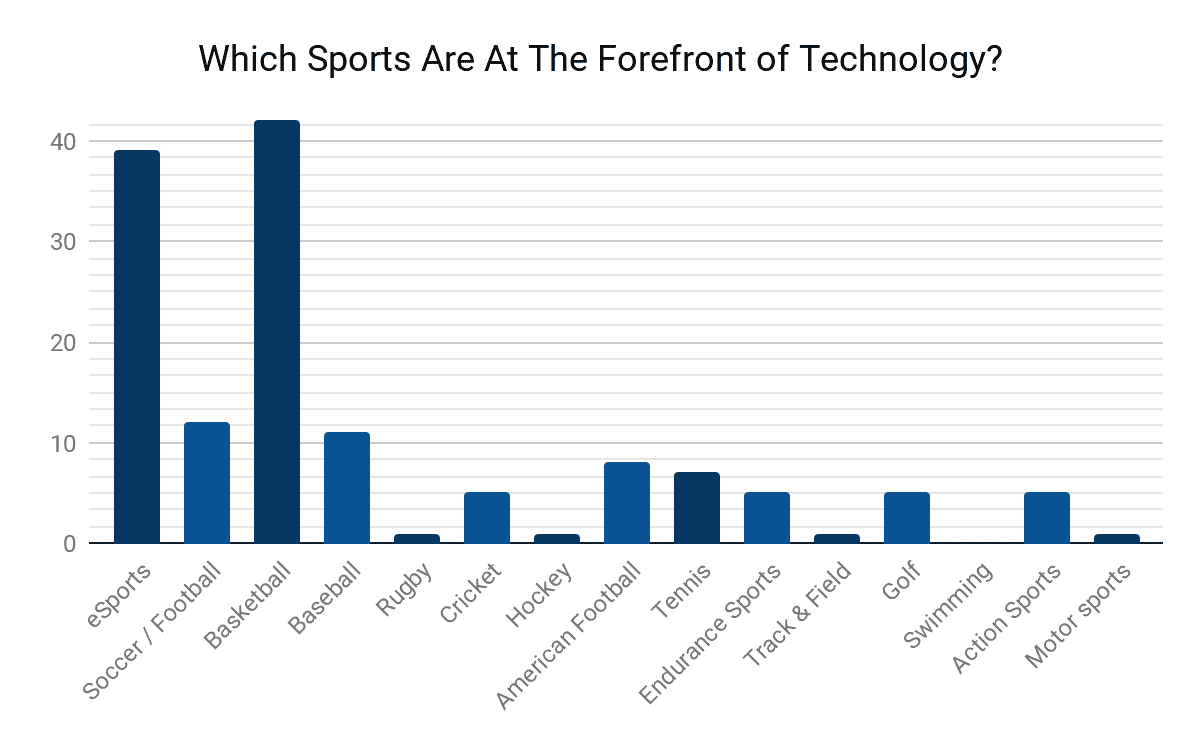 Which Sports Are At The Forefront of Technology?
40
30
20
10
0
eSports
Soccer / Football
Basketball
Baseball
Rugby
Cricket
Hockey
American Football
Tennis
Endurance Sports
Track & Field
Golf
Swimming
Action Sports
Motor sports